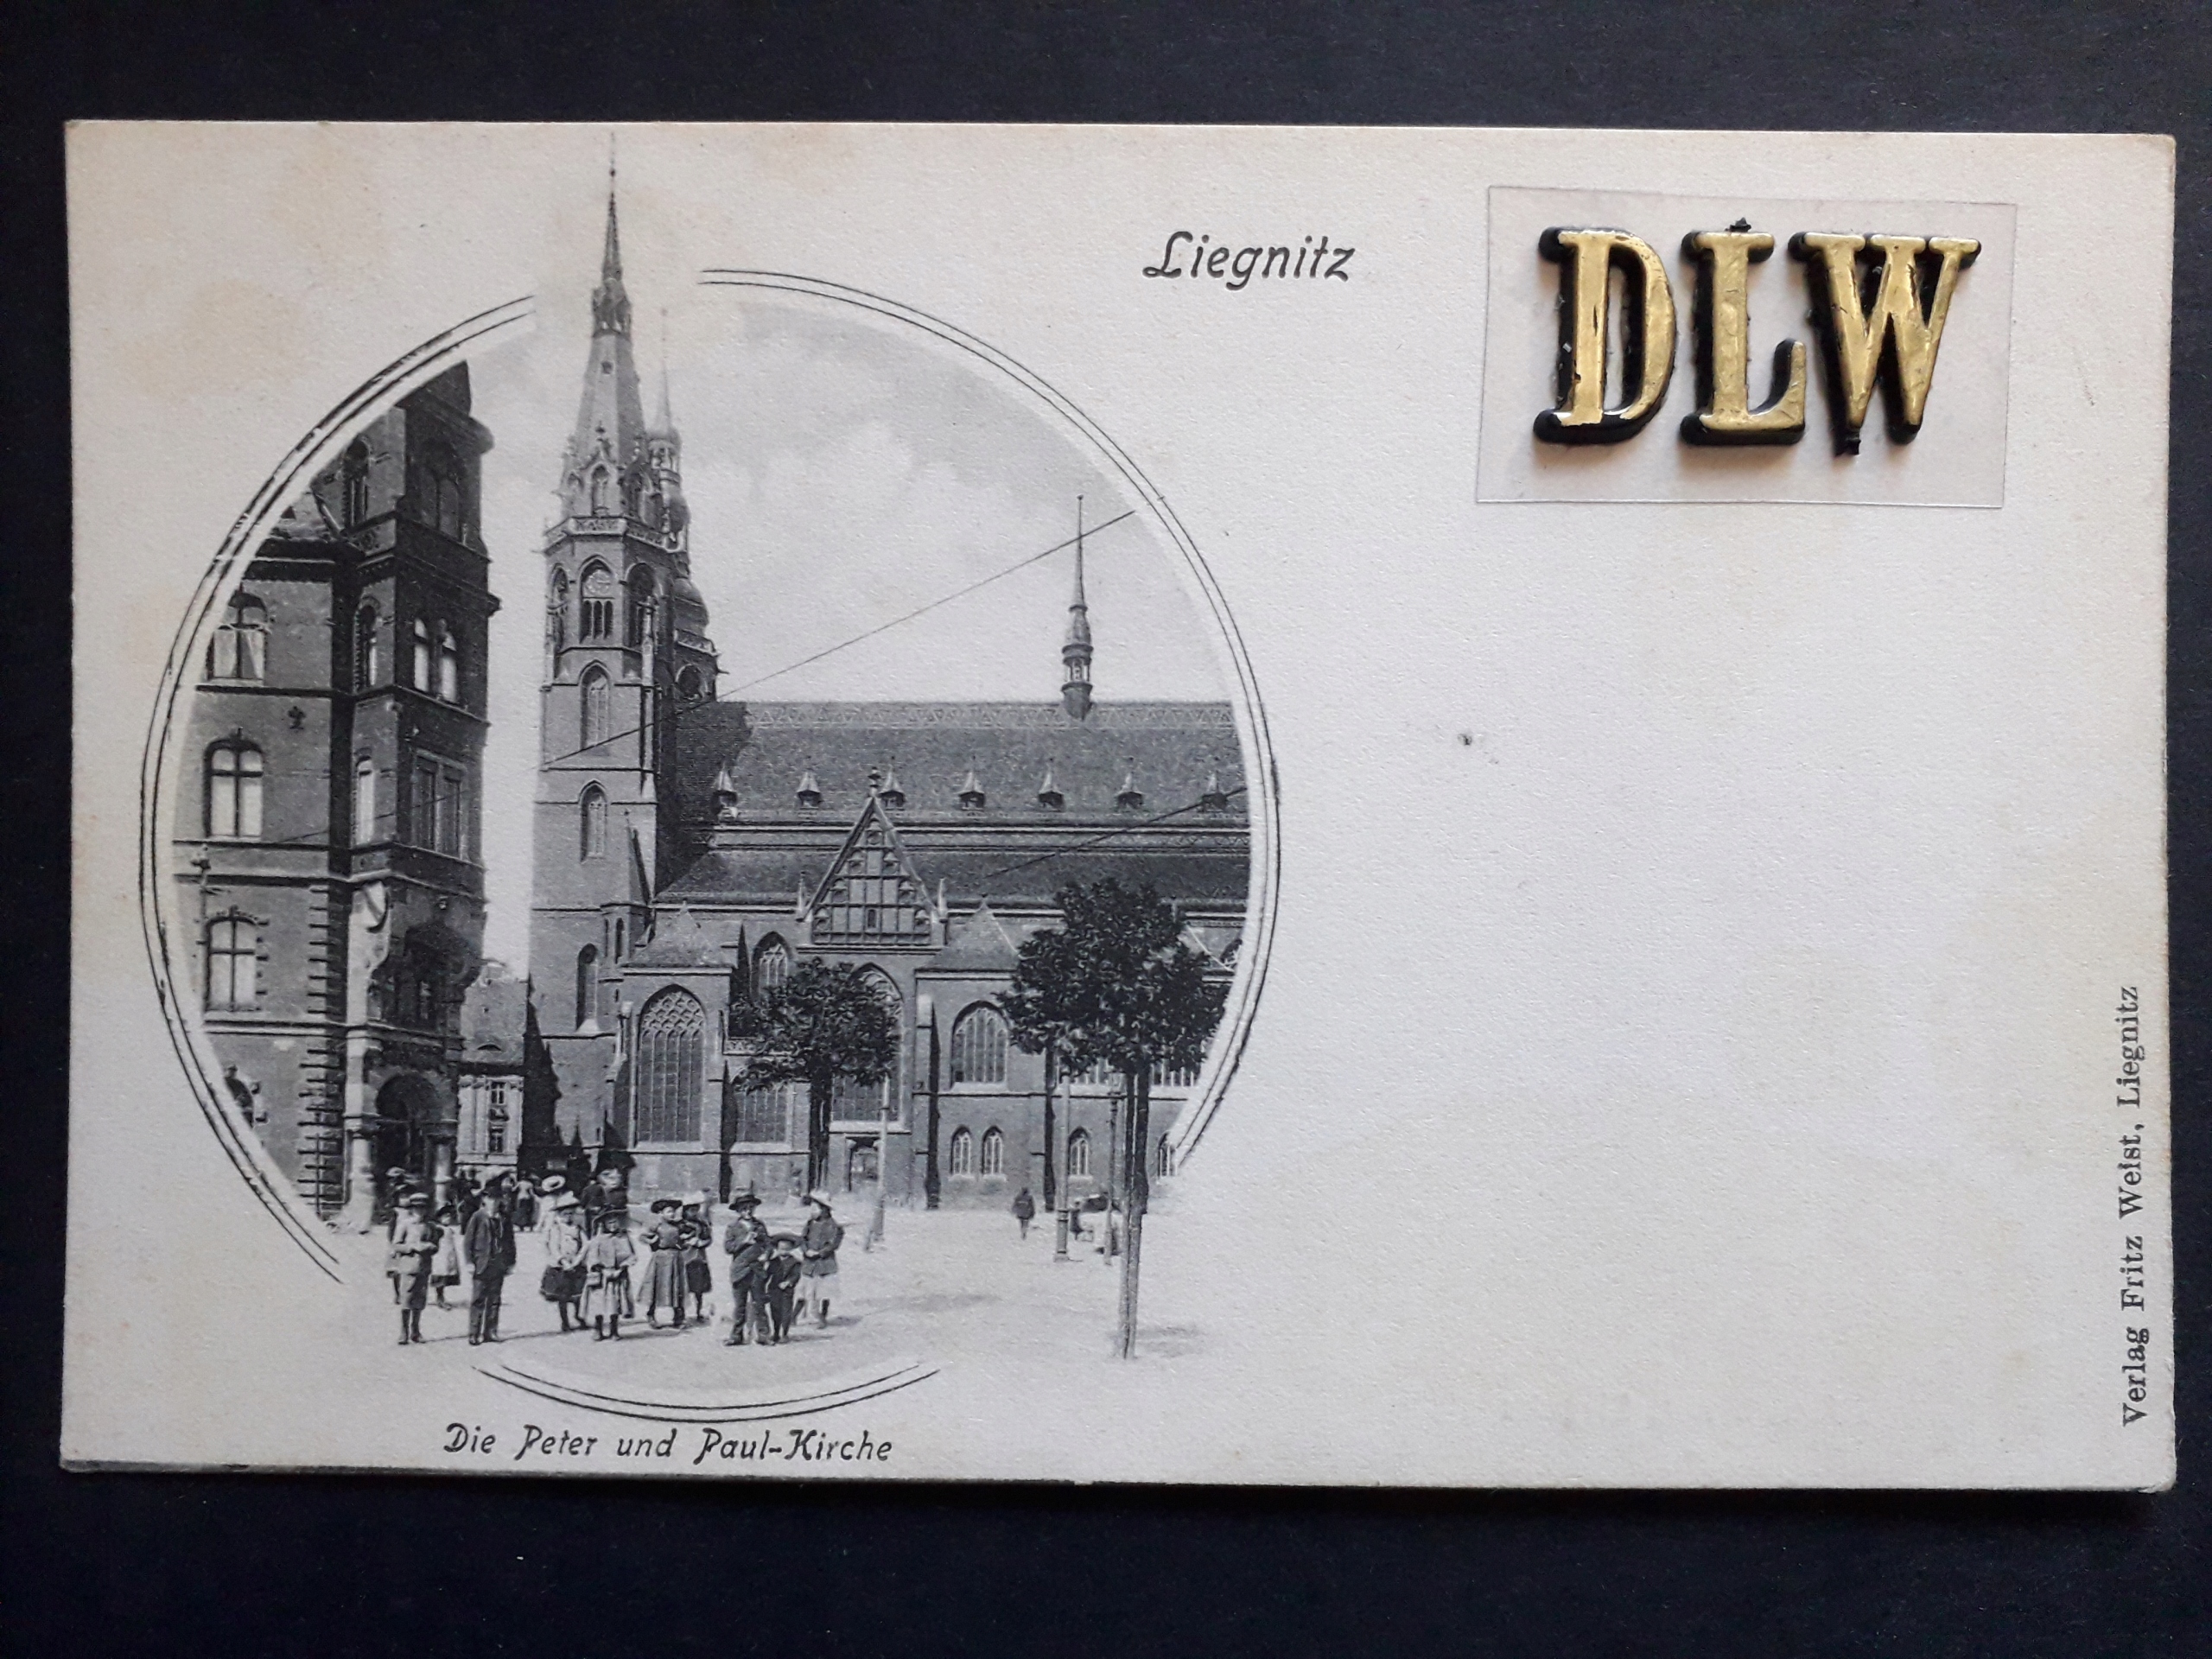 Liegnitz
DLW
Die Peter und Paul-Kirche
Verlag Fritz Weist, Liegnitz